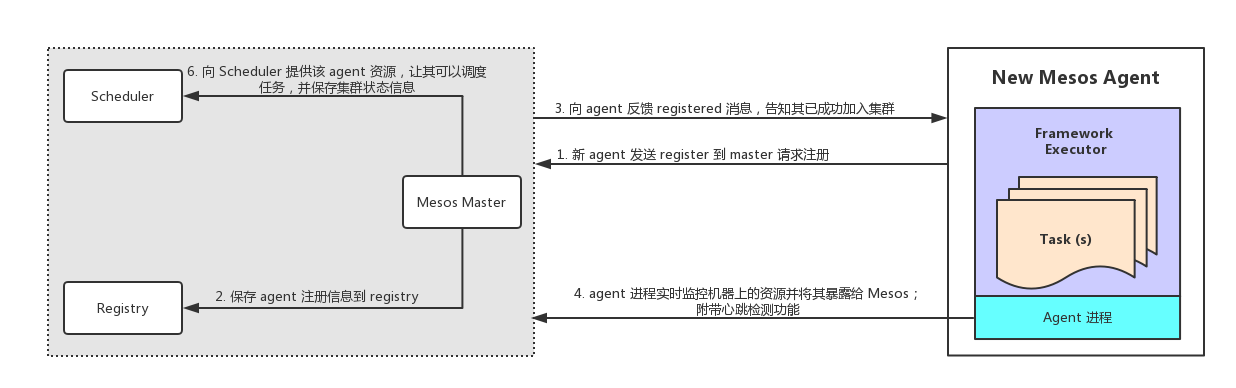 6. 向 Scheduler 提供该 agent 资源，让其可以调度
任务，并保存集群状态信息
Scheduler
New Mesos Agent
3. 向 agent 反馈 registered 消息，告知其已成功加入集群
Framework
Executor
1. 新 agent 发送 register 到 master 请求注册
Mesos Master
Task (s)
2. 保存 agent 注册信息到 registry
Registry
4. agent 进程实时监控机器上的资源并将其暴露给 Mesos；
附带心跳检测功能
Agent 进程